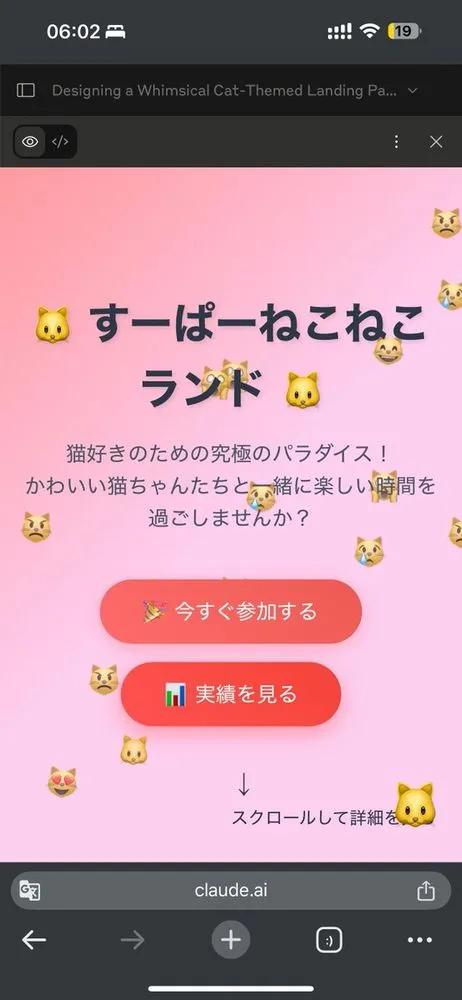 06:02
19
Designing a Whimsical Cat-Themed Landing Pa...
</>
🐱 すーぱーねこねこ
ランド 🐱
猫好きのための究極のパラダイス！
かわいい猫ちゃんたちと一緒に楽しい時間を
過ごしませんか？
🎉 今すぐ参加する
📊 実績を見る
↓
スクロールして詳細を
claude.ai
:)